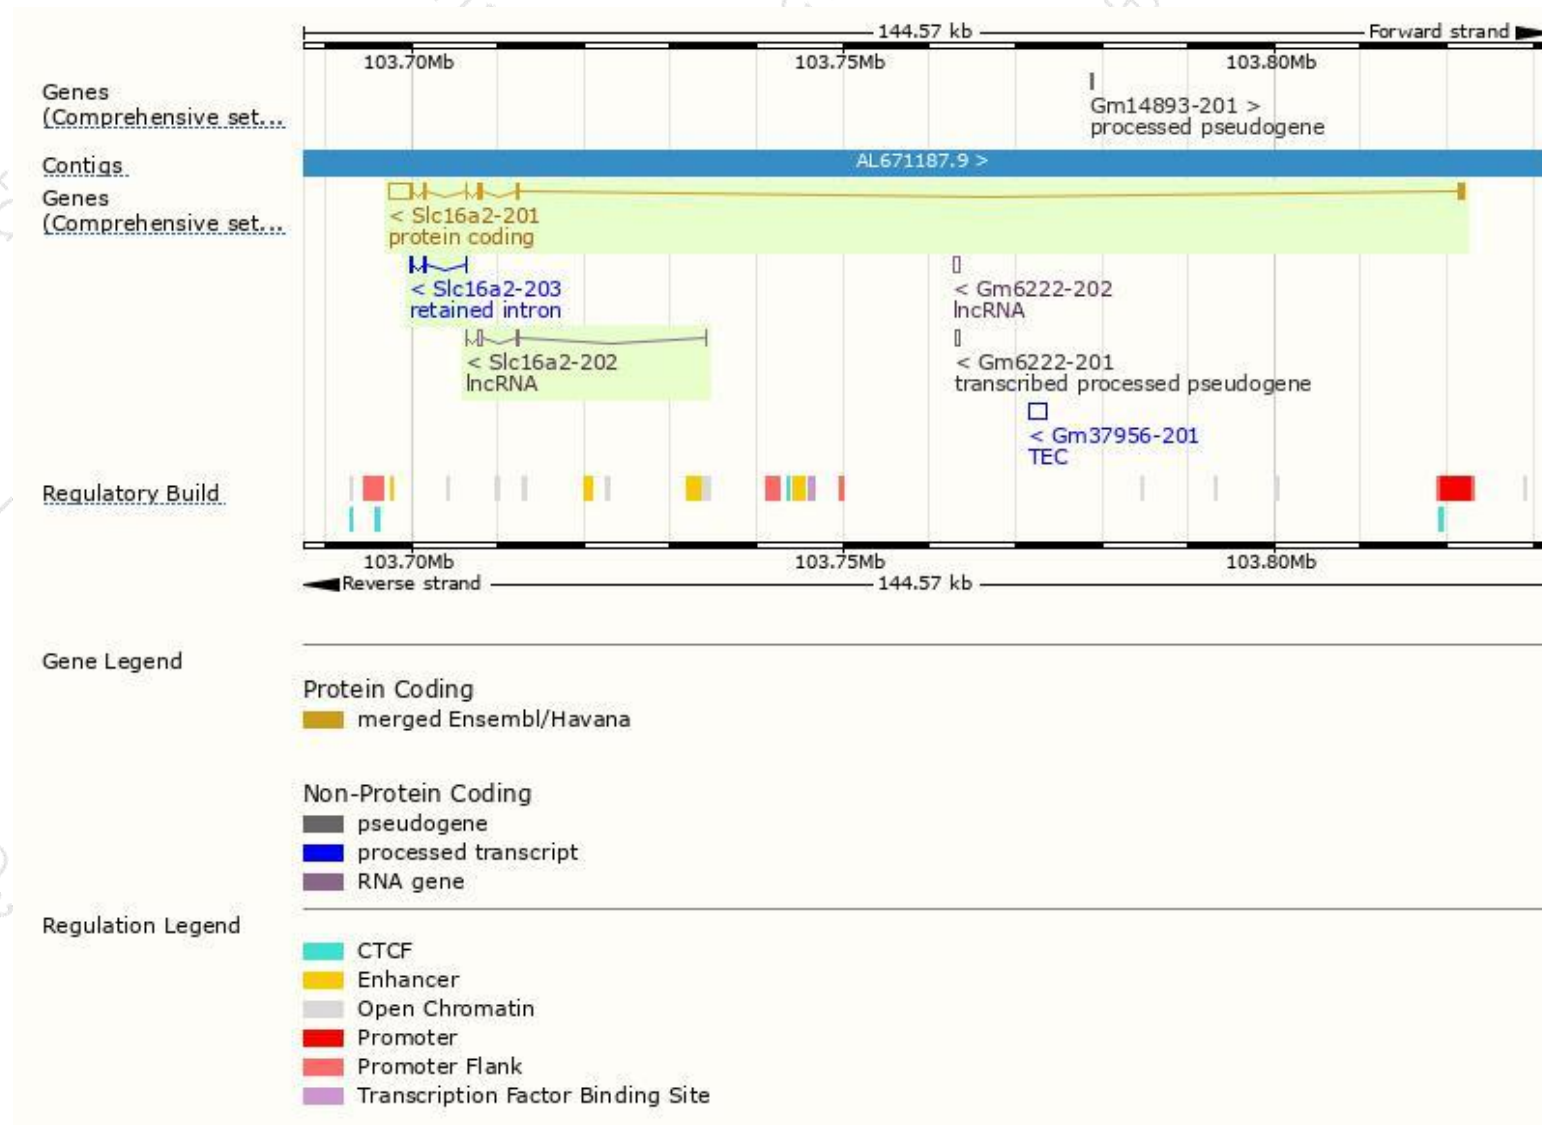 144.57 kb Forward strand
103.70Mb 103.75Mb 103.80Mb
Genes
(Comprehensive set...
Gm14893-201 >
processed pseudogene
Contigs
AL671187.9 >
Genes
(Comprehensive set...
< Slc16a2-201
protein coding
< Slc16a2-203
retained intron
< Gm6222-202
lncRNA
< Slc16a2-202
lncRNA
< Gm6222-201
transcribed processed pseudogene
< Gm37956-201
TEC
Regulatory Build
103.70Mb 103.75Mb 103.80Mb
Reverse strand 144.57 kb
Gene Legend
Protein Coding
merged Ensembl/Havana
Non-Protein Coding
pseudogene
processed transcript
RNA gene
Regulation Legend
CTCF
Enhancer
Open Chromatin
Promoter
Promoter Flank
Transcription Factor Binding Site